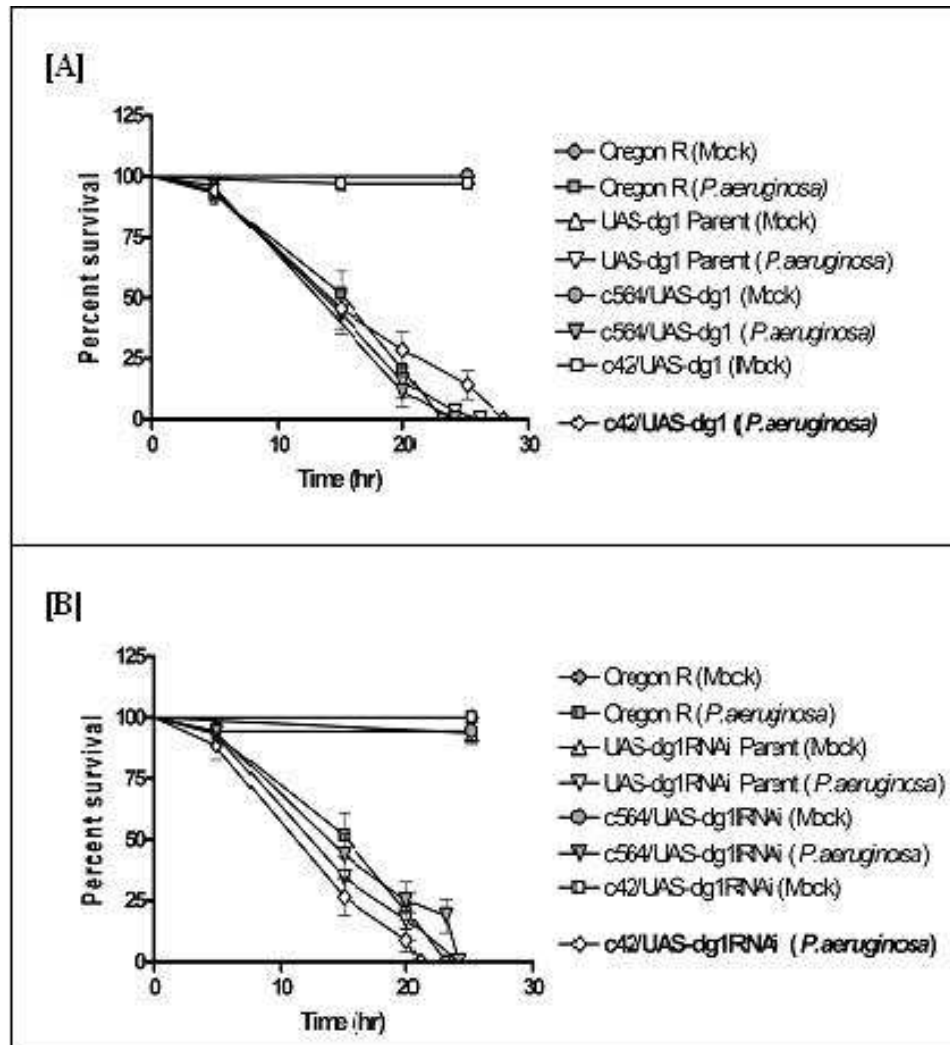 [A]
125
100
75
50
25
0
Percent survival
0 10 20 30
Time (hr)
Oregon R (Mock)
Oregon R (P.aeruginosa)
UAS-dg1 Parent (Mock)
UAS-dg1 Parent (P.aeruginosa)
c564/UAS-dg1 (Mock)
c564/UAS-dg1 (P.aeruginosa)
c42/UAS-dg1 (Mock)
c42/UAS-dg1 (P.aeruginosa)
[B]
125
100
75
50
25
0
Percent survival
0 10 20 30
Time (hr)
Oregon R (Mock)
Oregon R (P.aeruginosa)
UAS-dg1RNAi Parent (Mock)
UAS-dg1RNAi Parent (P.aeruginosa)
c564/UAS-dg1RNAi (Mock)
c564/UAS-dg1RNAi (P.aeruginosa)
c42/UAS-dg1RNAi (Mock)
c42/UAS-dg1RNAi (P.aeruginosa)